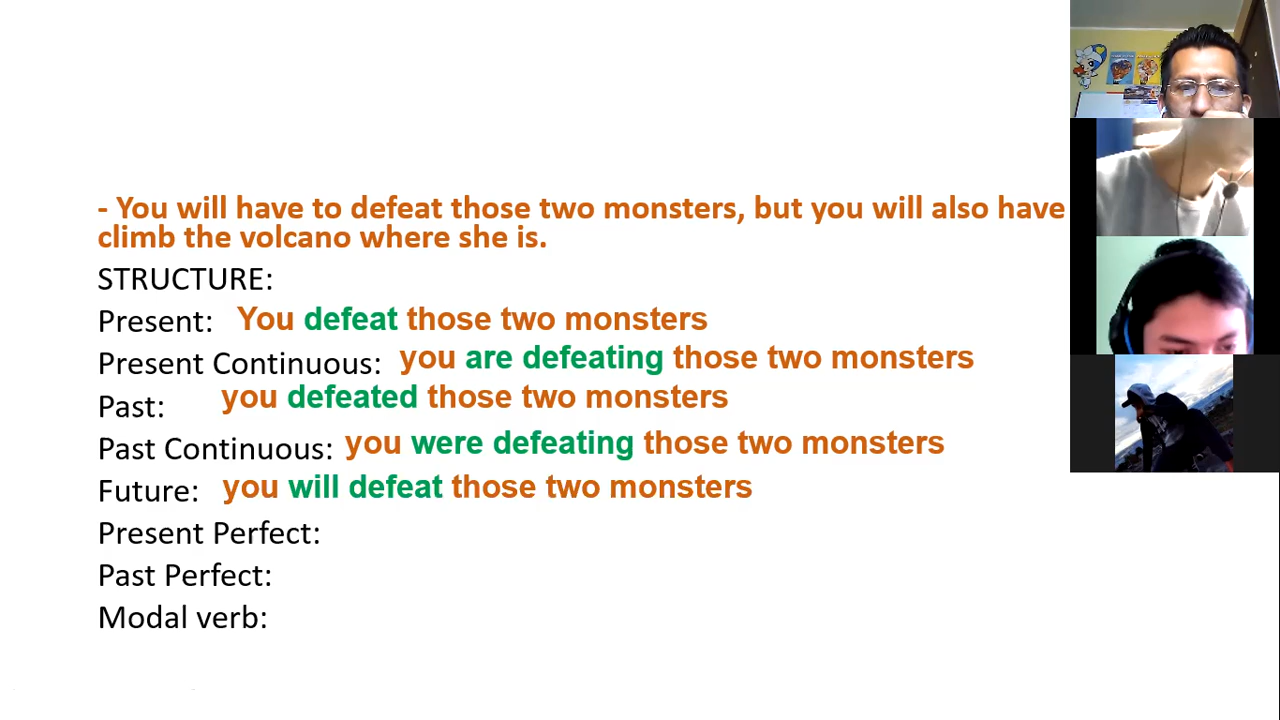 - You will have to defeat those two monsters, but you will also have
climb the volcano where she is.
STRUCTURE:
Present: You defeat those two monsters
Present Continuous: you are defeating those two monsters
Past: you defeated those two monsters
Past Continuous: you were defeating those two monsters
Future: you will defeat those two monsters
Present Perfect:
Past Perfect:
Modal verb: